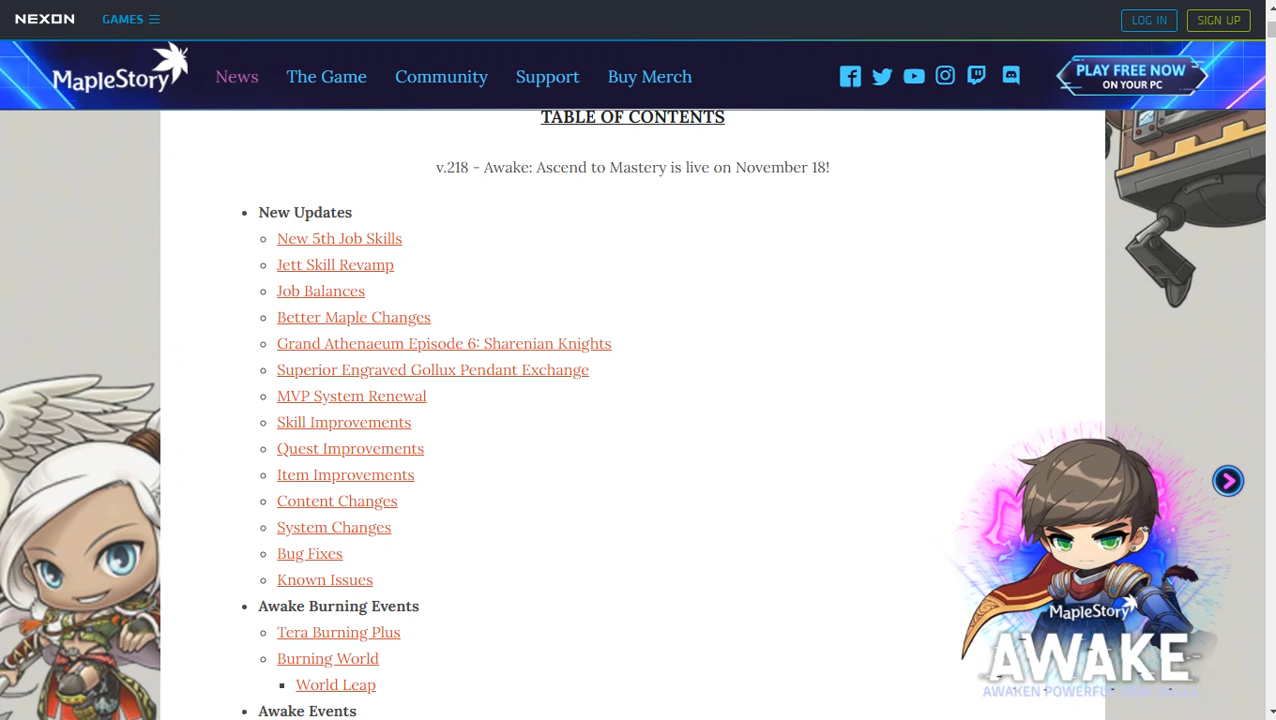 NEXON GAMES LOG IN SIGN UP
MapleStory News The Game Community Support Buy Merch PLAY FREE NOW
ON YOUR PC
TABLE OF CONTENTS
v.218 - Awake: Ascend to Mastery is live on November 18!
New Updates
New 5th Job Skills
Jett Skill Revamp
Job Balances
Better Maple Changes
Grand Athenaeum Episode 6: Sharenian Knights
Superior Engraved Gollux Pendant Exchange
MVP System Renewal
Skill Improvements
Quest Improvements
Item Improvements
Content Changes
System Changes
Bug Fixes
Known Issues
Awake Burning Events
Tera Burning Plus
Burning World
World Leap
Awake Events
MapleStory
AWAKE
AWAKEN POWERFUL